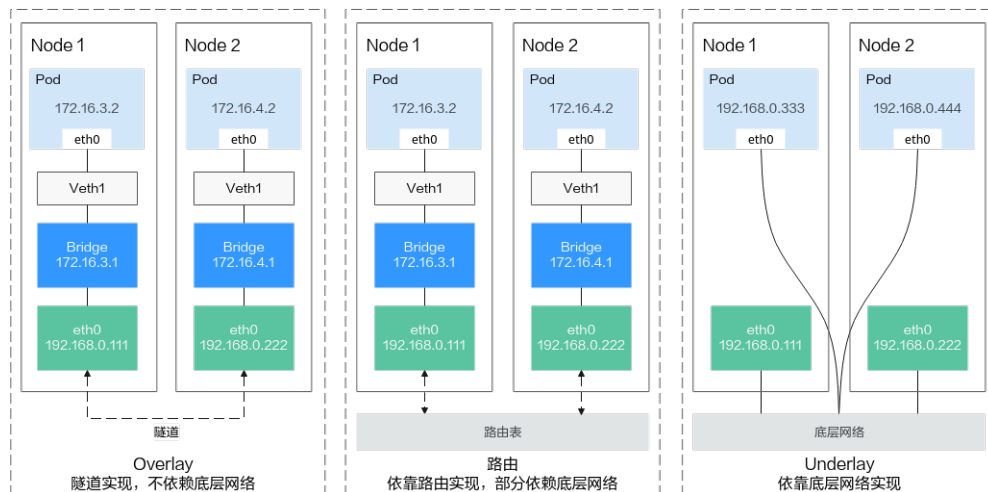 Node 1
Pod
172.16.3.2
eth0
Veth1
Bridge
172.16.3.1
eth0
192.168.0.111
Node 2
Pod
172.16.4.2
eth0
Veth1
Bridge
172.16.4.1
eth0
192.168.0.222
隧道
Overlay
隧道实现，不依赖底层网络
Node 1
Pod
172.16.3.2
eth0
Veth1
Bridge
172.16.3.1
eth0
192.168.0.111
Node 2
Pod
172.16.4.2
eth0
Veth1
Bridge
172.16.4.1
eth0
192.168.0.222
路由表
路由
依靠路由实现，部分依赖底层网络
Node 1
Pod
192.168.0.333
eth0
eth0
192.168.0.111
Node 2
Pod
192.168.0.444
eth0
eth0
192.168.0.222
底层网络
Underlay
依靠底层网络实现